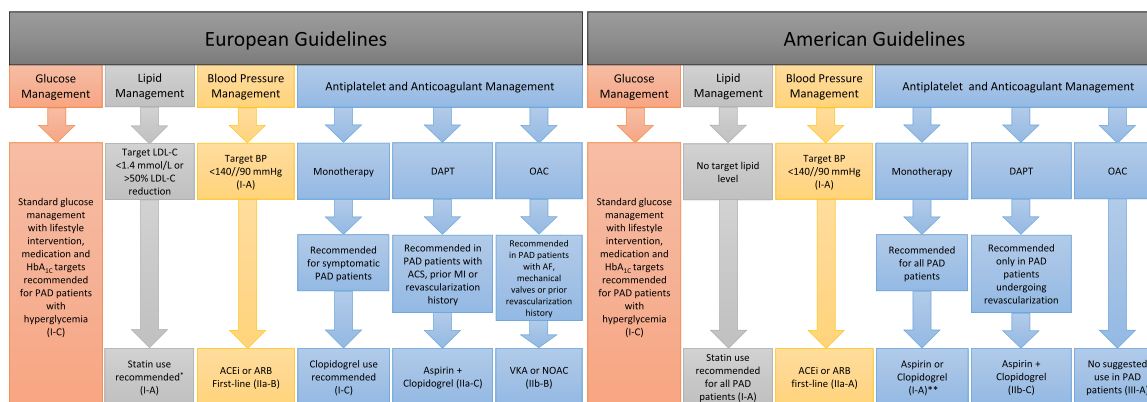 European Guidelines
Glucose
Management
Lipid
Management
Blood Pressure
Management
Antiplatelet and Anticoagulant Management
Standard glucose
management
with lifestyle
intervention,
medication and
HbA1C targets
recommended
for PAD patients
with
hyperglycemia
(I-C)
Target LDL-C
<1.4 mmol/L or
>50% LDL-C
reduction
Statin use
recommended*
(I-A)
Target BP
<140//90 mmHg
(I-A)
ACEi or ARB
First-line (IIa-B)
Monotherapy
Recommended
for symptomatic
PAD patients
Clopidogrel use
recommended
(I-C)
DAPT
Recommended in
PAD patients with
ACS, prior MI or
revascularization
history
Aspirin +
Clopidogrel (IIa-C)
OAC
Recommended
in PAD patients
with AF,
mechanical
valves or prior
revascularization
history
VKA or NOAC
(IIb-B)
American Guidelines
Glucose
Management
Lipid
Management
Blood Pressure
Management
Antiplatelet and Anticoagulant Management
Standard glucose
management
with lifestyle
intervention,
medication and
HbA1C targets
recommended
for PAD patients
with
hyperglycemia
(I-C)
No target lipid
level
Statin use
recommended
for all PAD
patients (I-A)
Target BP
<140//90 mmHg
(I-A)
ACEi or ARB
first-line (IIa-A)
Monotherapy
Recommended
for all PAD
patients
Aspirin or
Clopidogrel
(I-A)**
DAPT
Recommended
only in PAD
patients
undergoing
revascularization
Aspirin +
Clopidogrel
(IIb-C)
OAC
No suggested
use in PAD
patients (III-A)